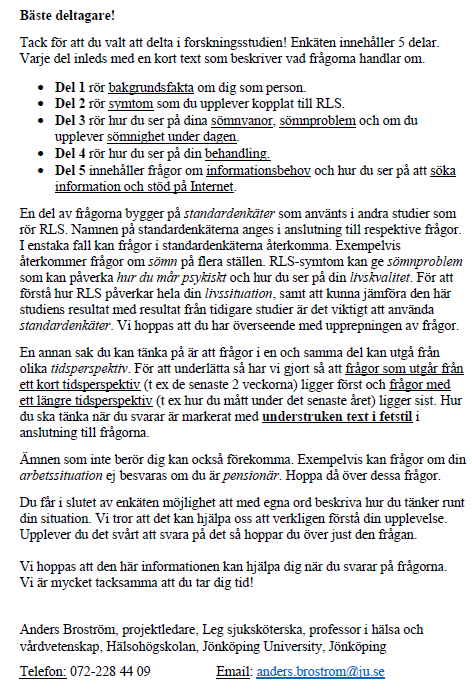 Bäste deltagare!
Tack för att du valt att delta i forskningsstudien! Enkäten innehåller 5 delar.
Varje del inleds med en kort text som beskriver vad frågorna handlar om.
• Del 1 rör bakgrundsfakta om dig som person.
• Del 2 rör symtom som du upplever kopplat till RLS.
• Del 3 rör hur du ser på dina sömnvanor, sömnproblem och om du
upplever sömnighet under dagen.
• Del 4 rör hur du ser på din behandling.
• Del 5 innehåller frågor om informationsbehov och hur du ser på att söka
information och stöd på Internet.
En del av frågorna bygger på standardenkäter som använts i andra studier som
rör RLS. Namnen på standardenkäterna anges i anslutning till respektive frågor.
I enstaka fall kan frågor i standardenkäterna återkomma. Exempelvis
återkommer frågor om sömn på flera ställen. RLS-symtom kan ge sömnproblem
som kan påverka hur du mår psykiskt och hur du ser på din livskvalitet. För att
förstå hur RLS påverkar hela din livssituation, samt att kunna jämföra den här
studiens resultat med resultat från tidigare studier är det viktigt att använda
standardenkäter. Vi hoppas att du har överseende med upprepningen av frågor.
En annan sak du kan tänka på är att frågor i en och samma del kan utgå från
olika tidsperspektiv. För att underlätta så har vi gjort så att frågor som utgår från
ett kort tidsperspektiv (t ex de senaste 2 veckorna) ligger först och frågor med
ett längre tidsperspektiv (t ex hur du mått under det senaste året) ligger sist. Hur
du ska tänka när du svarar är markerat med understruken text i fetstil i
anslutning till frågorna.
Ämnen som inte berör dig kan också förekomma. Exempelvis kan frågor om din
arbetssituation ej besvaras om du är pensionär. Hoppa då över dessa frågor.
Du får i slutet av enkäten möjlighet att med egna ord beskriva hur du tänker runt
din situation. Vi tror att det kan hjälpa oss att verkligen förstå din upplevelse.
Upplever du det svårt att svara på det så hoppar du över just den frågan.
Vi hoppas att den här informationen kan hjälpa dig när du svarar på frågorna.
Vi är mycket tacksamma att du tar dig tid!
Anders Broström, projektledare, Leg sjuksköterska, professor i hälsa och
vårdvetenskap, Hälsohögskolan, Jönköping University, Jönköping
Telefon: 072-228 44 09 Email: anders.brostrom@ju.se